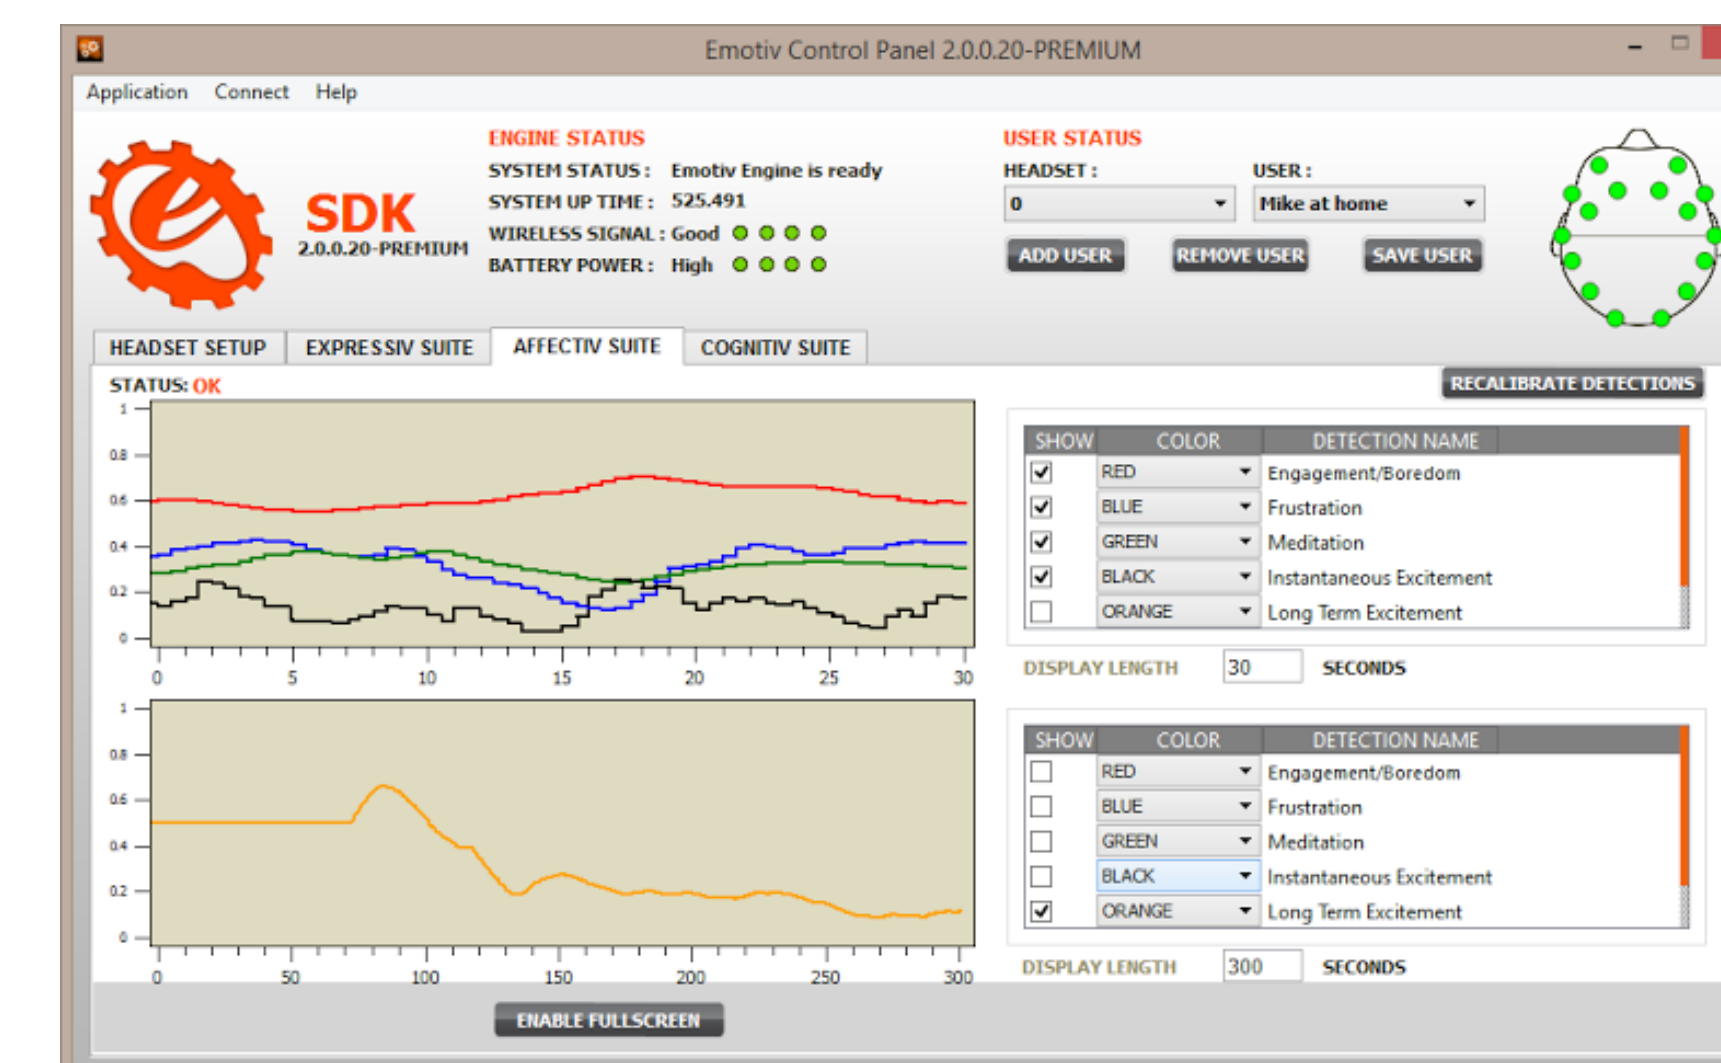 Emotiv Control Panel 2.0.0.20-PREMIUM
Application Connect Help
SDK
2.0.0.20-PREMIUM
ENGINE STATUS
SYSTEM STATUS : Emotiv Engine is ready
SYSTEM UP TIME : 525.491
WIRELESS SIGNAL : Good
BATTERY POWER : High
USER STATUS
HEADSET : USER :
0 Mike at home
ADD USER REMOVE USER SAVE USER
HEADSET SETUP EXPRESSIV SUITE AFFECTIV SUITE COGNITIV SUITE
STATUS: OK
RECALIBRATE DETECTIONS
1
0.8
0.6
0.4
0.2
0
0 5 10 15 20 25 30
SHOW COLOR DETECTION NAME
RED Engagement/Boredom
BLUE Frustration
GREEN Meditation
BLACK Instantaneous Excitement
ORANGE Long Term Excitement
DISPLAY LENGTH 30 SECONDS
1
0.8
0.6
0.4
0.2
0
0 50 100 150 200 250 300
SHOW COLOR DETECTION NAME
RED Engagement/Boredom
BLUE Frustration
GREEN Meditation
BLACK Instantaneous Excitement
ORANGE Long Term Excitement
DISPLAY LENGTH 300 SECONDS
ENABLE FULLSCREEN